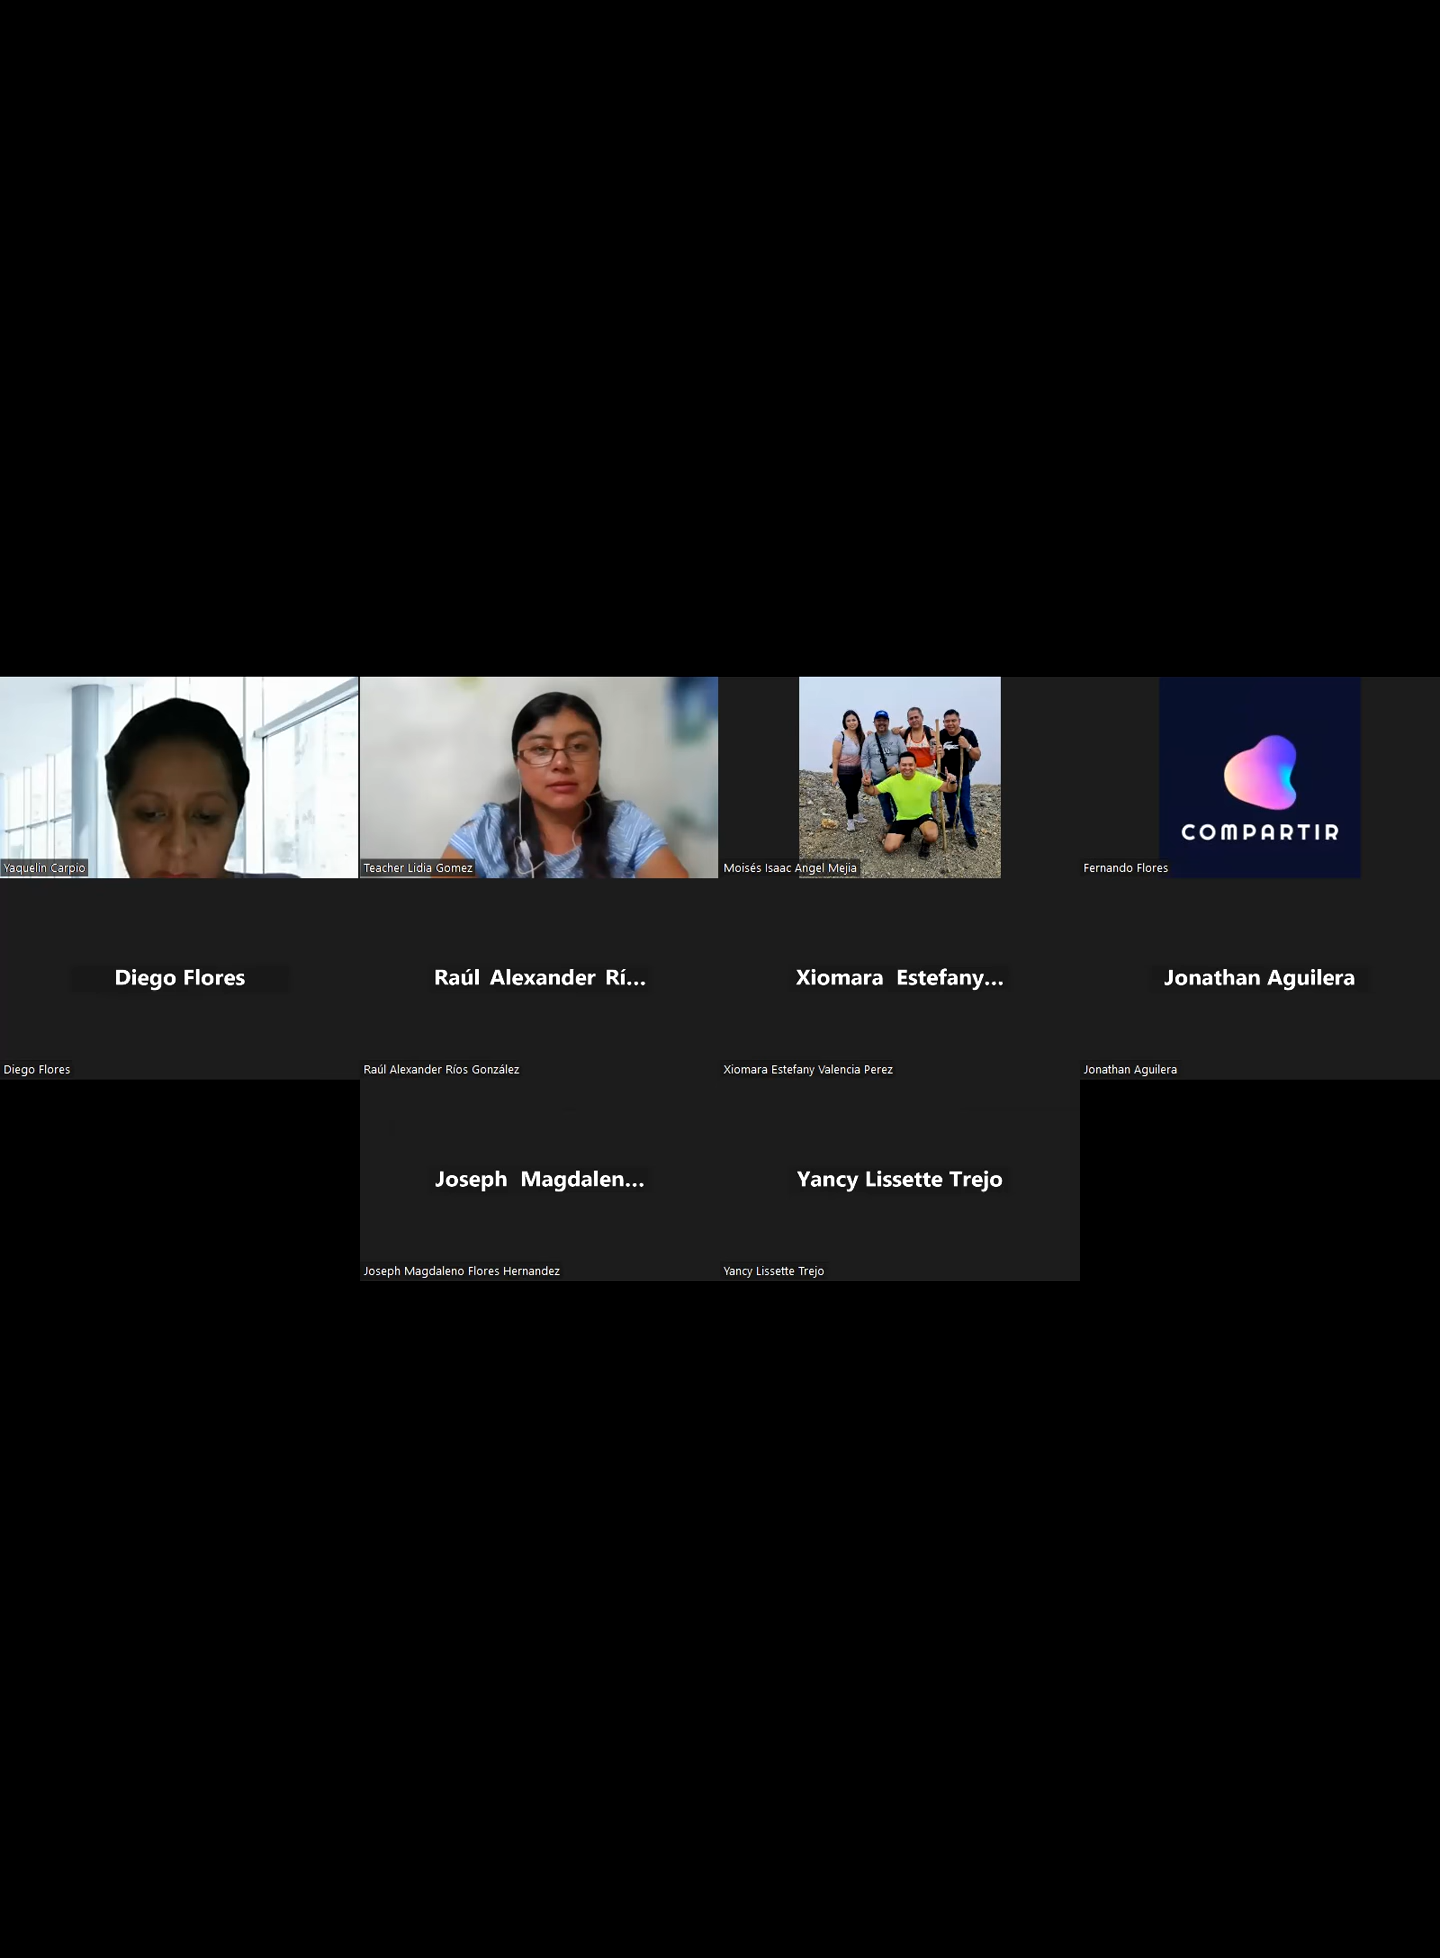 Yaquelin Carpio
Teacher Lidia Gomez
Moisés Isaac Angel Mejia
COMPARTIR
Fernando Flores
Diego Flores
Raúl Alexander Rí...
Xiomara Estefany...
Jonathan Aguilera
Diego Flores
Raúl Alexander Ríos González
Xiomara Estefany Valencia Perez
Jonathan Aguilera
Joseph Magdalen...
Yancy Lissette Trejo
Joseph Magdaleno Flores Hernandez
Yancy Lissette Trejo